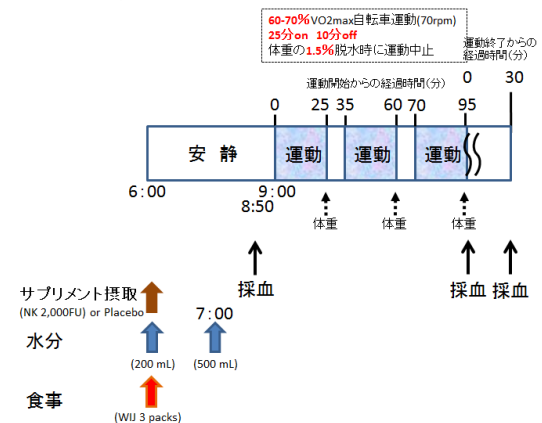 60-70%VO2max自転車運動(70rpm)
25分on 10分off
体重の1.5%脱水時に運動中止
運動終了からの
経過時間(分)
運動開始からの経過時間(分)
0 25 35 60 70 95 0 30
安 静 運動 運動 運動
6:00 9:00
8:50
体重 体重 体重
採血 採血 採血
サプリメント摂取
(NK 2,000FU) or Placebo
7:00
水分
(200 mL) (500 mL)
食事
(WIJ 3 packs)